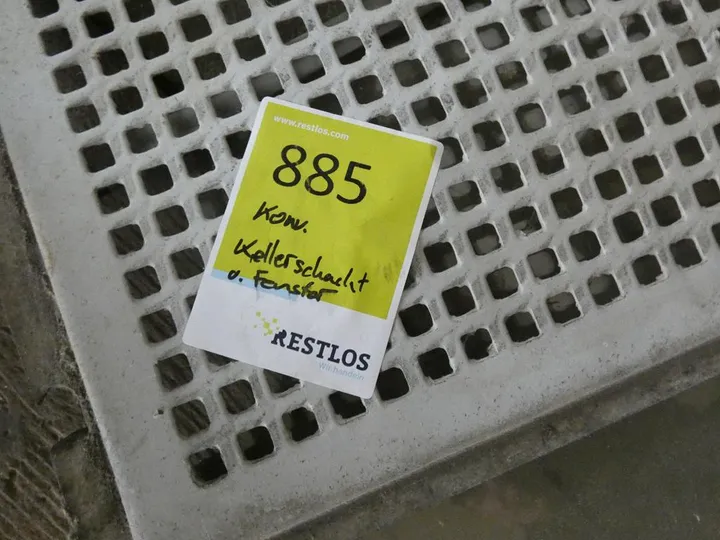 www.restlos.com
885
Konv.
Kellerschacht
u. Fenster
RESTLOS